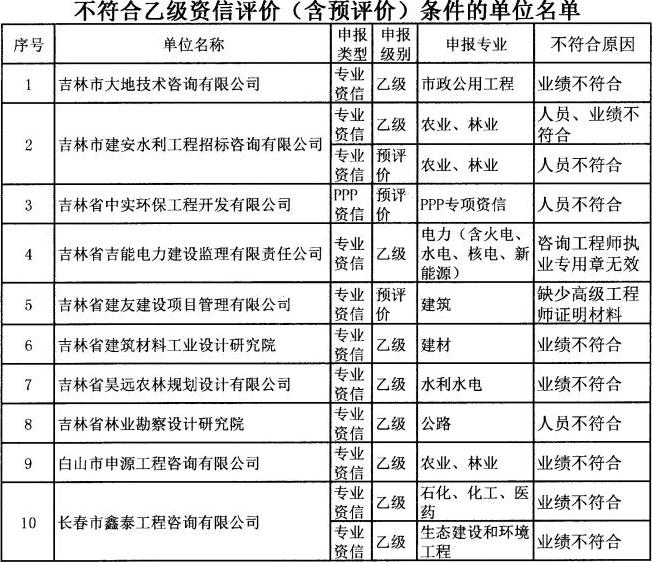 不符合乙级资信评价（含预评价）条件的单位名单
序号 单位名称 申报类型 申报级别 申报专业 不符合原因
1 吉林市大地技术咨询有限公司 专业资信 乙级 市政公用工程 业绩不符合
2 吉林市建安水利工程招标咨询有限公司 专业资信 乙级 农业、林业 人员、业绩不符合
专业资信 预评价 农业、林业 人员不符合
3 吉林省中实环保工程开发有限公司 PPP资信 预评价 PPP专项资信 人员不符合
4 吉林省吉能电力建设监理有限责任公司 专业资信 乙级 电力（含火电、水电、核电、新能源） 咨询工程师执业专用章无效
5 吉林省建友建设项目管理有限公司 专业资信 预评价 建筑 缺少高级工程师证明材料
6 吉林省建筑材料工业设计研究院 专业资信 乙级 建材 业绩不符合
7 吉林省昊远农林规划设计有限公司 专业资信 乙级 水利水电 业绩不符合
8 吉林省林业勘察设计研究院 专业资信 乙级 公路 人员不符合
9 白山市申源工程咨询有限公司 专业资信 乙级 农业、林业 业绩不符合
10 长春市鑫泰工程咨询有限公司 专业资信 乙级 石化、化工、医药 业绩不符合
专业资信 乙级 生态建设和环境工程 业绩不符合